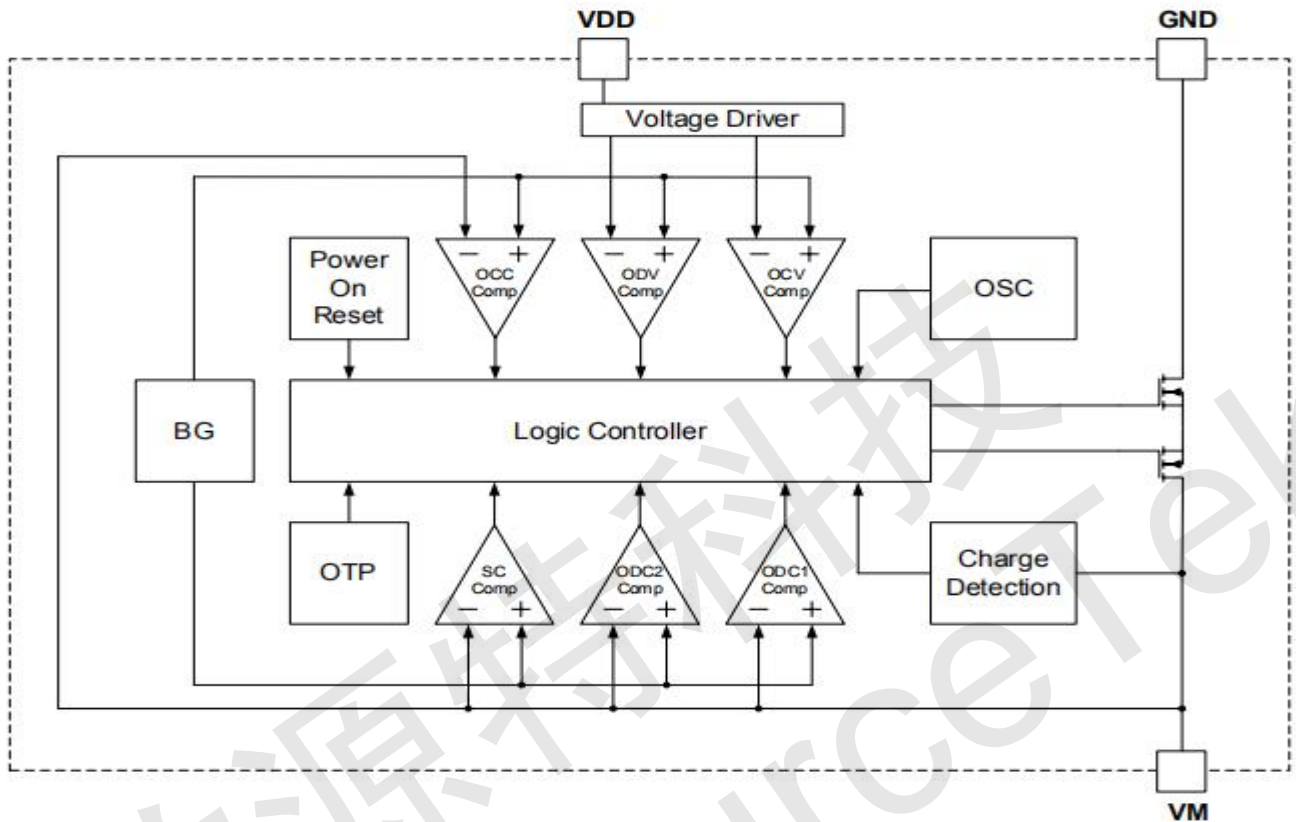 VDD
GND
Voltage Driver
Power
On
Reset
− +
OCC
Comp
− +
ODV
Comp
− +
OCV
Comp
OSC
BG
Logic Controller
OTP
SC
Comp
− +
ODC2
Comp
− +
ODC1
Comp
− +
Charge
Detection
VM
源特科技